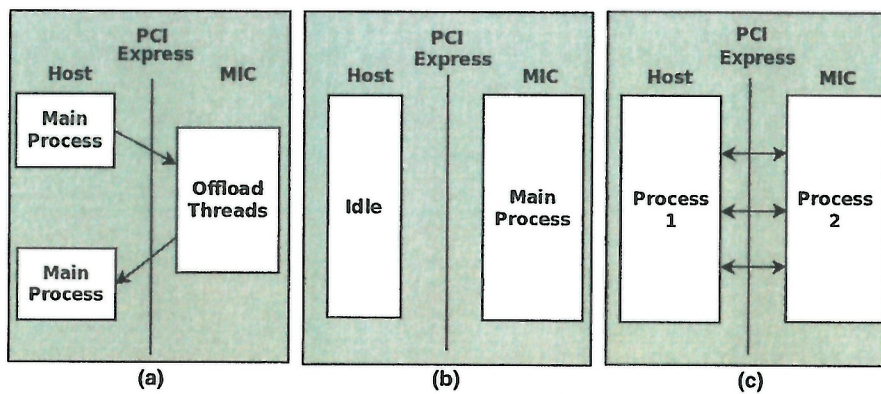 PCI
Express
Host
MIC
Main
Process
Offload
Threads
Main
Process
(a)
PCI
Express
Host
MIC
Idle
Main
Process
(b)
PCI
Express
Host
MIC
Process
1
Process
2
(c)